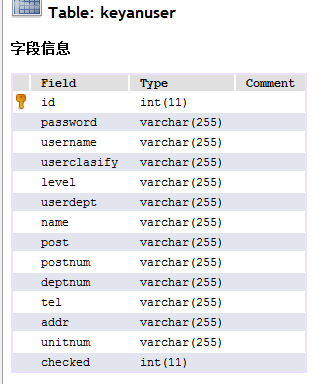 Table: keyanuser
字段信息
Field Type Comment
id int(11)
password varchar(255)
username varchar(255)
userclasify varchar(255)
level varchar(255)
userdept varchar(255)
name varchar(255)
post varchar(255)
postnum varchar(255)
deptnum varchar(255)
tel varchar(255)
addr varchar(255)
unitnum varchar(255)
checked int(11)